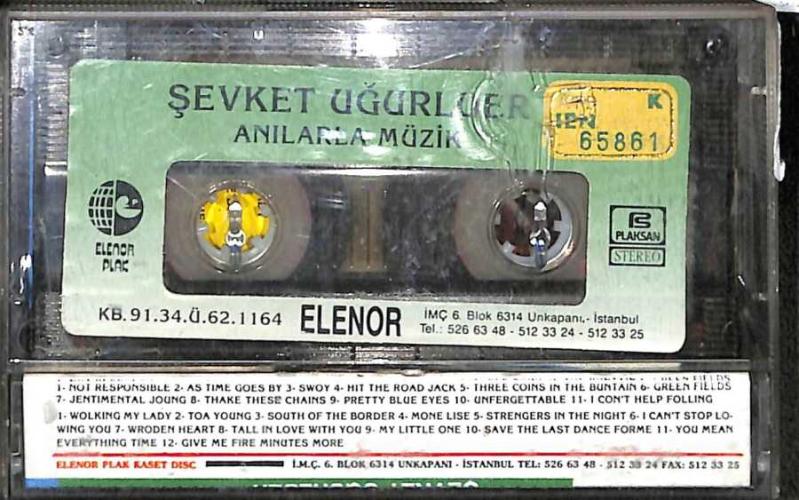 ŞEVKET UĞURLUER
ANILARLA MÜZİK
K
65861
ELENOR
PLAK
PLAKSAN
STEREO
KB.91.34.Ü.62.1164 ELENOR
İMÇ 6. Blok 6314 Unkapanı.- İstanbul
Tel.: 526 63 48 - 512 33 24 - 512 33 25
1- NOT RESPONSIBLE 2- AS TIME GOES BY 3- SWOY 4- HIT THE ROAD JACK 5- THREE COINS IN THE BUNTAIN 6- GREEN FIELDS
7- JENTIMENTAL JOUNG 8- THAKE THESE CHAINS 9- PRETTY BLUE EYES 10- UNFERGETTABLE 11- I CON'T HELP FOLLING
1- WOLKING MY LADY 2- TOA YOUNG 3- SOUTH OF THE BORDER 4- MONE LISE 5- STRENGERS IN THE NIGHT 6- I CAN'T STOP LO-
WING YOU 7- WRODEN HEART 8- TALL IN LOVE WITH YOU 9- MY LITTLE ONE 10- SAVE THE LAST DANCE FORME 11- YOU MEAN
EVERYTHING TIME 12- GIVE ME FIRE MINUTES MORE
ELENOR PLAK KASET DISC İ.M.Ç. 6. BLOK 6314 UNKAPANI - İSTANBUL TEL: 526 63 48 - 512 33 24 FAX: 512 33 25